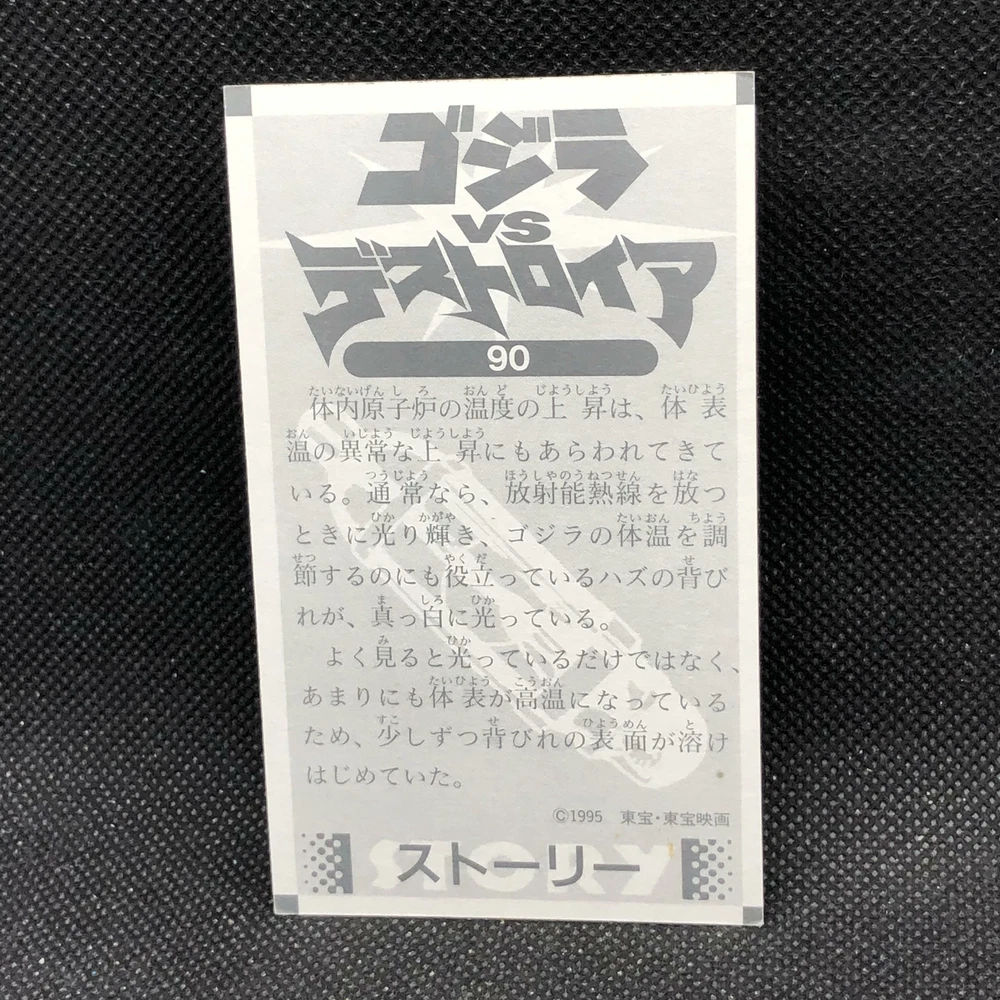 ゴジラ
VS
デストロイア
90
体内原子炉の温度の上昇は、体表
温の異常な上昇にもあらわれてきて
いる。通常なら、放射能熱線を放つ
ときに光り輝き、ゴジラの体温を調
節するのにも役立っているハズの背び
れが、真っ白に光っている。
よく見ると光っているだけではなく、
あまりにも体表が高温になっている
ため、少しずつ背びれの表面が溶け
はじめていた。
©1995 東宝・東宝映画
ストーリー